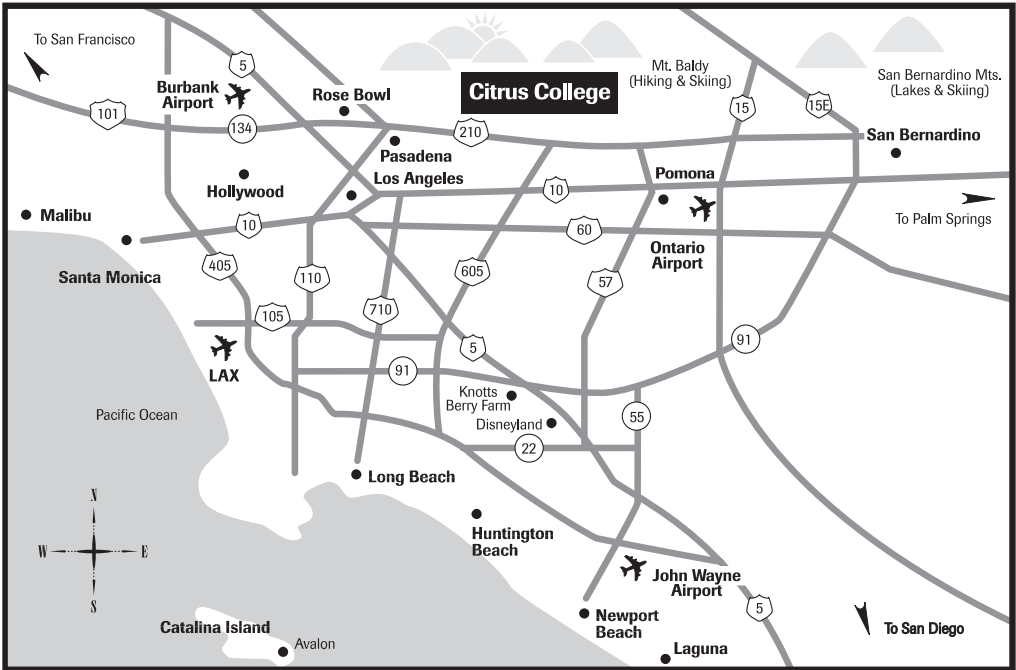 To San Francisco
5
Burbank
Airport
101
134
Rose Bowl
Citrus College
Mt. Baldy
(Hiking & Skiing)
San Bernardino Mts.
(Lakes & Skiing)
15
15E
210
San Bernardino
Pasadena
Hollywood
Los Angeles
10
Pomona
Malibu
10
60
To Palm Springs
Ontario
Airport
Santa Monica
405
110
710
605
57
105
5
91
LAX
91
Knotts
Berry Farm
Disneyland
55
Pacific Ocean
22
Long Beach
N
W
E
S
Huntington
Beach
John Wayne
Airport
5
Newport
Beach
To San Diego
Catalina Island
Avalon
Laguna